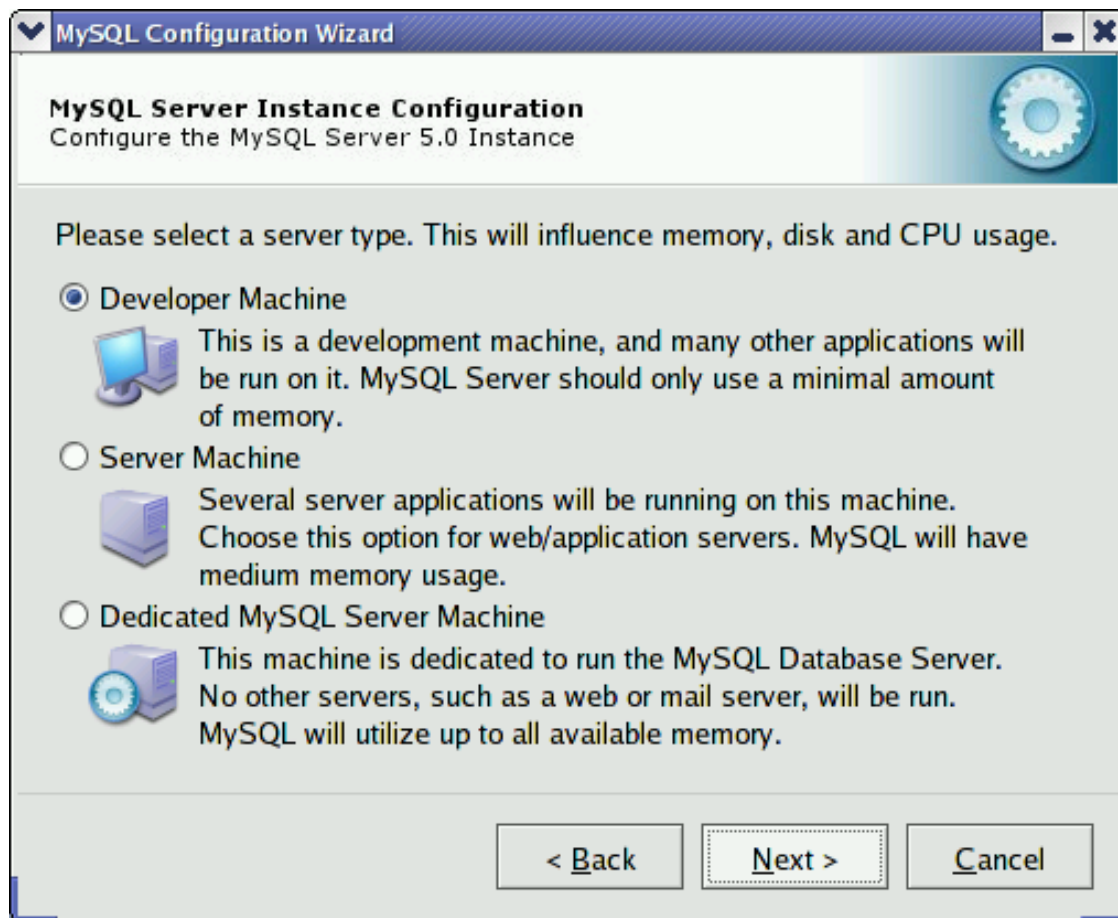 MySQL Configuration Wizard
MySQL Server Instance Configuration
Configure the MySQL Server 5.0 Instance
Please select a server type. This will influence memory, disk and CPU usage.
Developer Machine
This is a development machine, and many other applications will
be run on it. MySQL Server should only use a minimal amount
of memory.
Server Machine
Several server applications will be running on this machine.
Choose this option for web/application servers. MySQL will have
medium memory usage.
Dedicated MySQL Server Machine
This machine is dedicated to run the MySQL Database Server.
No other servers, such as a web or mail server, will be run.
MySQL will utilize up to all available memory.
< Back
Next >
Cancel